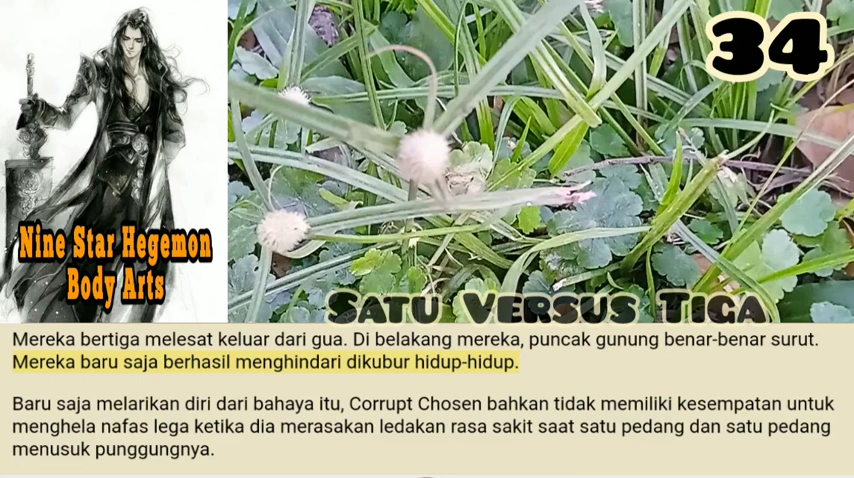 34
Nine Star Hegemon
Body Arts
Satu Versus Tiga
Mereka bertiga melesat keluar dari gua. Di belakang mereka, puncak gunung benar-benar surut.
Mereka baru saja berhasil menghindari dikubur hidup-hidup.
Baru saja melarikan diri dari bahaya itu, Corrupt Chosen bahkan tidak memiliki kesempatan untuk
menghela nafas lega ketika dia merasakan ledakan rasa sakit saat satu pedang dan satu pedang
menusuk punggungnya.